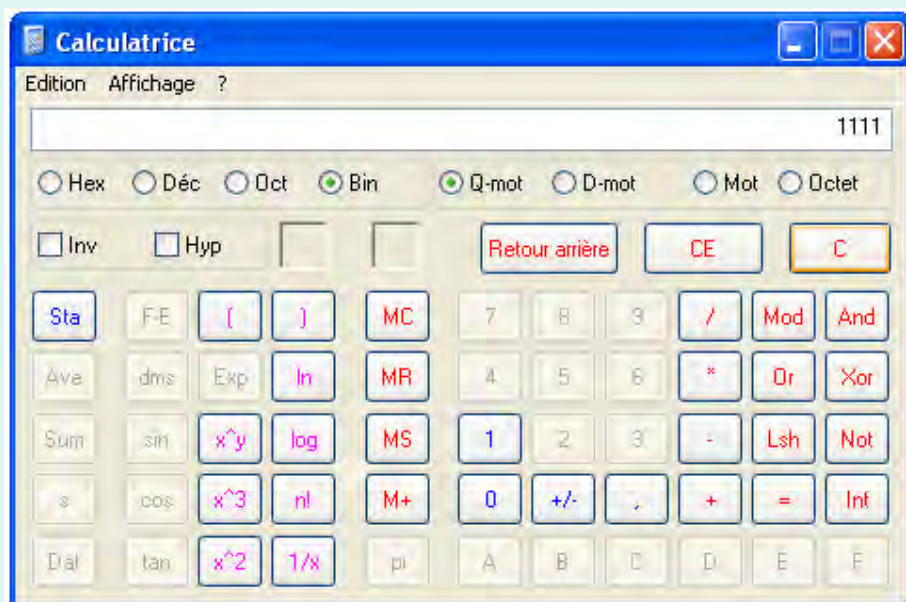 Calculatrice
Edition Affichage ?
1111
Hex Déc Oct Bin Q-mot D-mot Mot Octet
Inv Hyp Retour arrière CE C
Sta F-E ( ) MC 7 8 9 / Mod And
Ave dms Exp ln MR 4 5 6 * Or Xor
Sum sin x^y log MS 1 2 3 - Lsh Not
s cos x^3 n! M+ 0 +/- , + = Int
Dat tan x^2 1/x pi A B C D E F